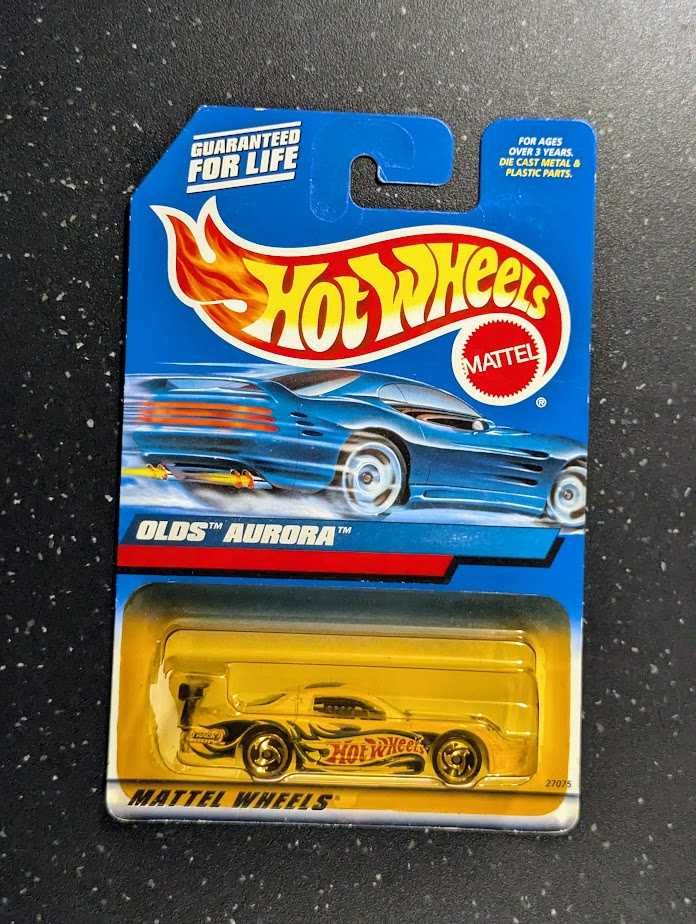 GUARANTEED
FOR LIFE
FOR AGES
OVER 3 YEARS.
DIE CAST METAL &
PLASTIC PARTS.
HOT WHEELS
MATTEL
®
OLDS™ AURORA™
HOT WHEELS
27075
MATTEL WHEELS